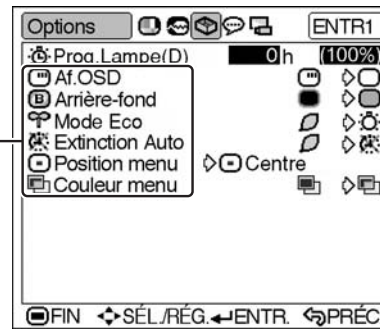 Options ENTR1
Prog.Lampe(D) 0 h (100%)
Af.OSD
B Arrière-fond
Mode Eco
Extinction Auto
Position menu Centre
Couleur menu
FIN SÉL./RÉG. ENTR. PRÉC